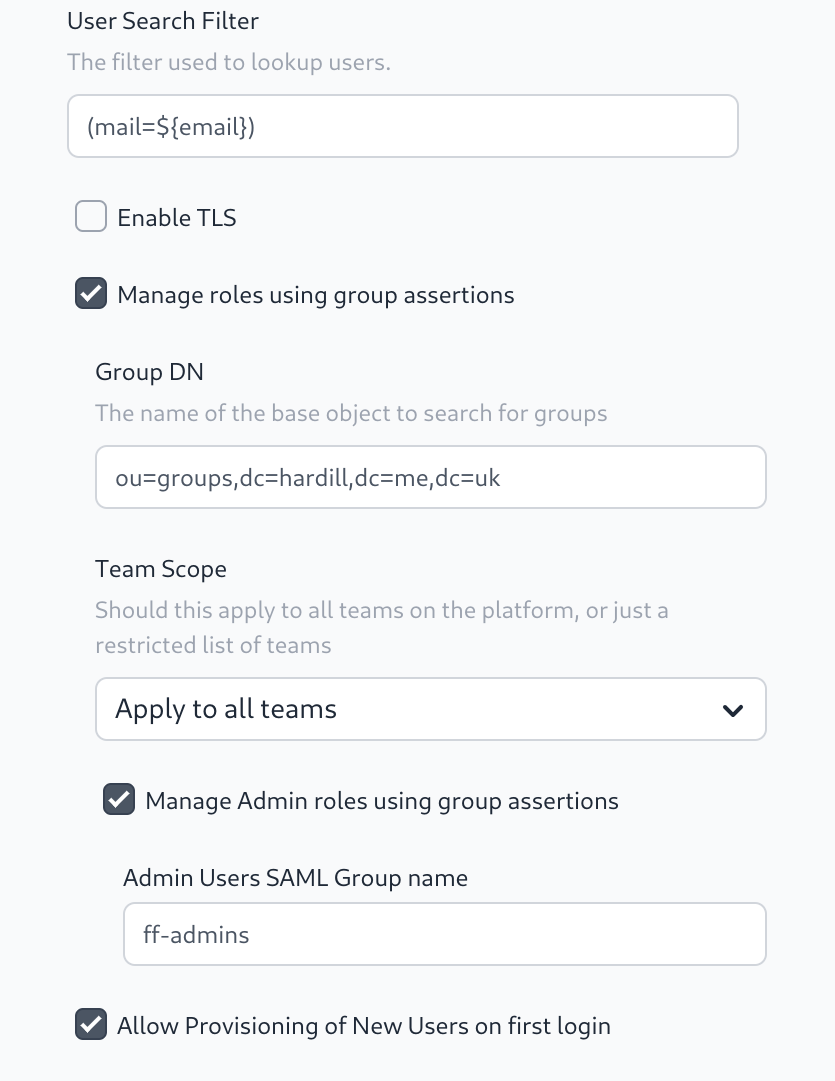 User Search Filter
The filter used to lookup users.
(mail=${email})
Enable TLS
Manage roles using group assertions
Group DN
The name of the base object to search for groups
ou=groups,dc=hardill,dc=me,dc=uk
Team Scope
Should this apply to all teams on the platform, or just a
restricted list of teams
Apply to all teams
Manage Admin roles using group assertions
Admin Users SAML Group name
ff-admins
Allow Provisioning of New Users on first login